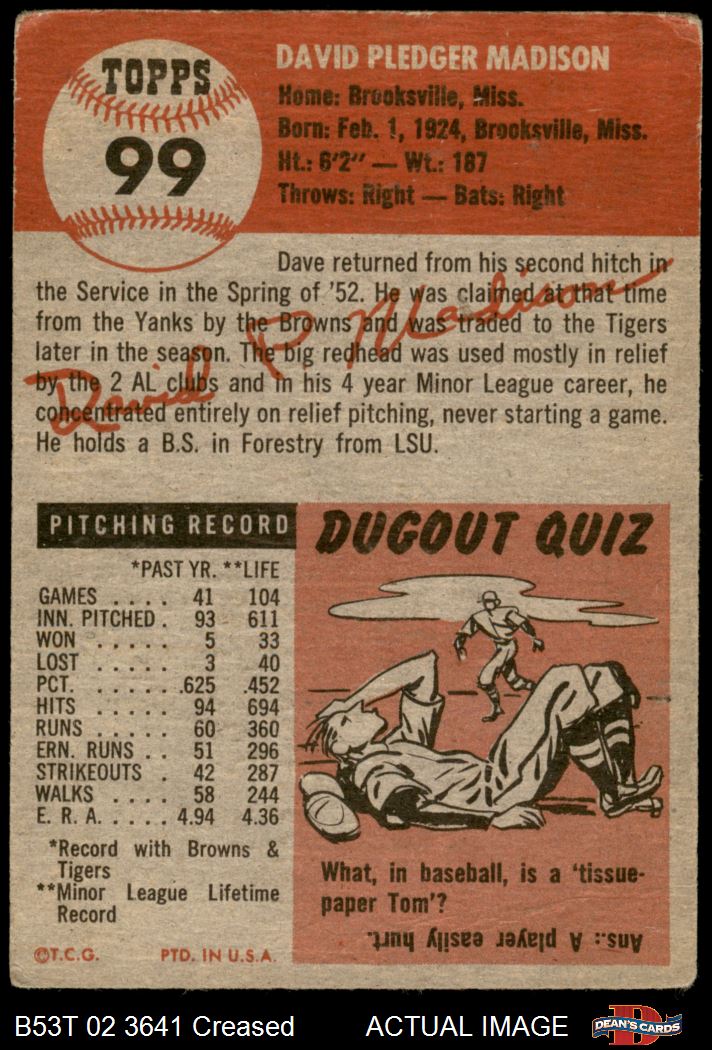 TOPPS
99
DAVID PLEDGER MADISON
Home: Brooksville, Miss.
Born: Feb. 1, 1924, Brooksville, Miss.
Ht.: 6'2" — Wt.: 187
Throws: Right — Bats: Right
Dave returned from his second hitch in
the Service in the Spring of '52. He was claimed at that time
from the Yanks by the Browns and was traded to the Tigers
later in the season. The big redhead was used mostly in relief
by the 2 AL clubs and in his 4 year Minor League career, he
concentrated entirely on relief pitching, never starting a game.
He holds a B.S. in Forestry from LSU.
David P. Madison
PITCHING RECORD
*PAST YR. **LIFE
GAMES . . . . 41 104
INN. PITCHED . 93 611
WON . . . . . 5 33
LOST . . . . . 3 40
PCT. . . . . . . .625 .452
HITS . . . . . 94 694
RUNS . . . . . 60 360
ERN. RUNS . . 51 296
STRIKEOUTS . 42 287
WALKS . . . . 58 244
E. R. A. . . . . . 4.94 4.36
*Record with Browns &
Tigers
**Minor League Lifetime
Record
©T.C.G. PTD. IN U.S.A.
DUGOUT QUIZ
What, in baseball, is a 'tissue-
paper Tom'?
Ans.: A player easily hurt.
B53T 02 3641 Creased ACTUAL IMAGE
D
DEAN'S CARDS